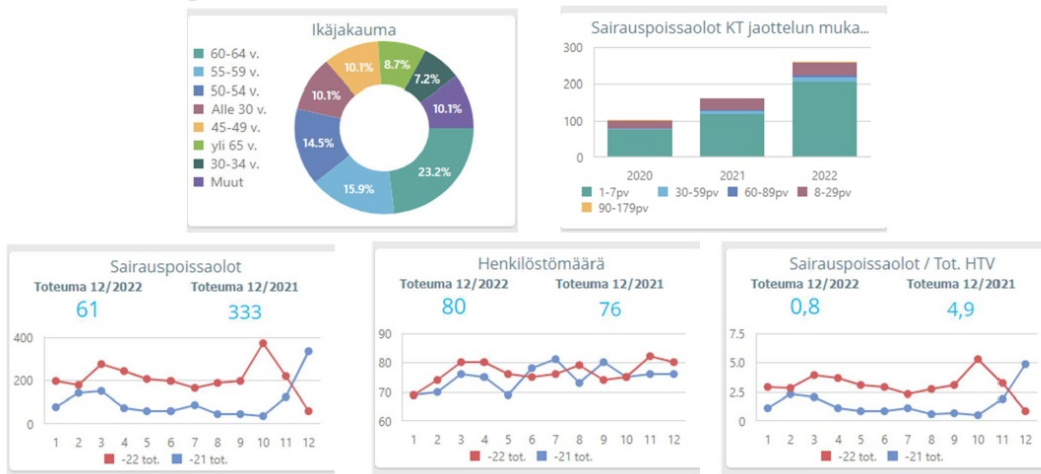 Ikäjakauma
60-64 v.
55-59 v.
50-54 v.
Alle 30 v.
45-49 v.
yli 65 v.
30-34 v.
Muut
10.1%
8.7%
7.2%
10.1%
10.1%
14.5%
23.2%
15.9%
Sairauspoissaolot KT jaottelun muka...
300
200
100
0
2020 2021 2022
1-7pv 30-59pv 60-89pv 8-29pv
90-179pv
Sairauspoissaolot
Toteuma 12/2022 Toteuma 12/2021
61 333
400
200
0
1 2 3 4 5 6 7 8 9 10 11 12
-22 tot. -21 tot.
Henkilöstömäärä
Toteuma 12/2022 Toteuma 12/2021
80 76
90
80
70
60
1 2 3 4 5 6 7 8 9 10 11 12
-22 tot. -21 tot.
Sairauspoissaolot / Tot. HTV
Toteuma 12/2022 Toteuma 12/2021
0,8 4,9
7.5
5.0
2.5
0
1 2 3 4 5 6 7 8 9 10 11 12
-22 tot. -21 tot.